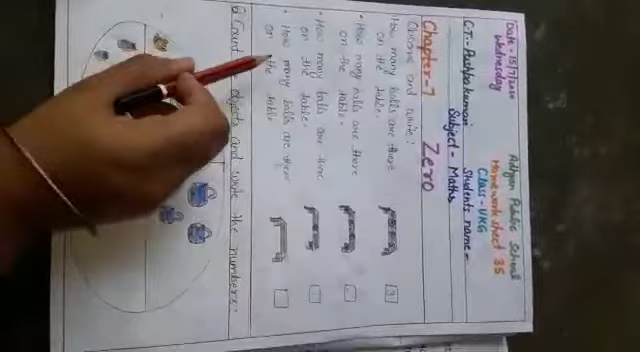 Adhyan Public School
Date - 15/7/2020
Homework sheet 35
Wednesday
Class - UKG
C.T. - Pushpa kumari
Students name -
Subject - Maths
Chapter - 7 Zero
Observe and write:
How many balls are there
on the table.
• How many balls are there
on the table.
• How many balls are there
on the table.
• How many balls are there
on the table.
Count objects and write the numbers: